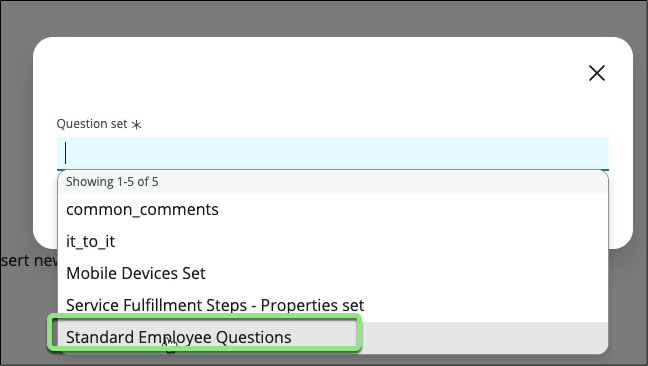 Question set *
Showing 1-5 of 5
common_comments
it_to_it
sert new
Mobile Devices Set
Service Fulfillment Steps - Properties set
Standard Employee Questions